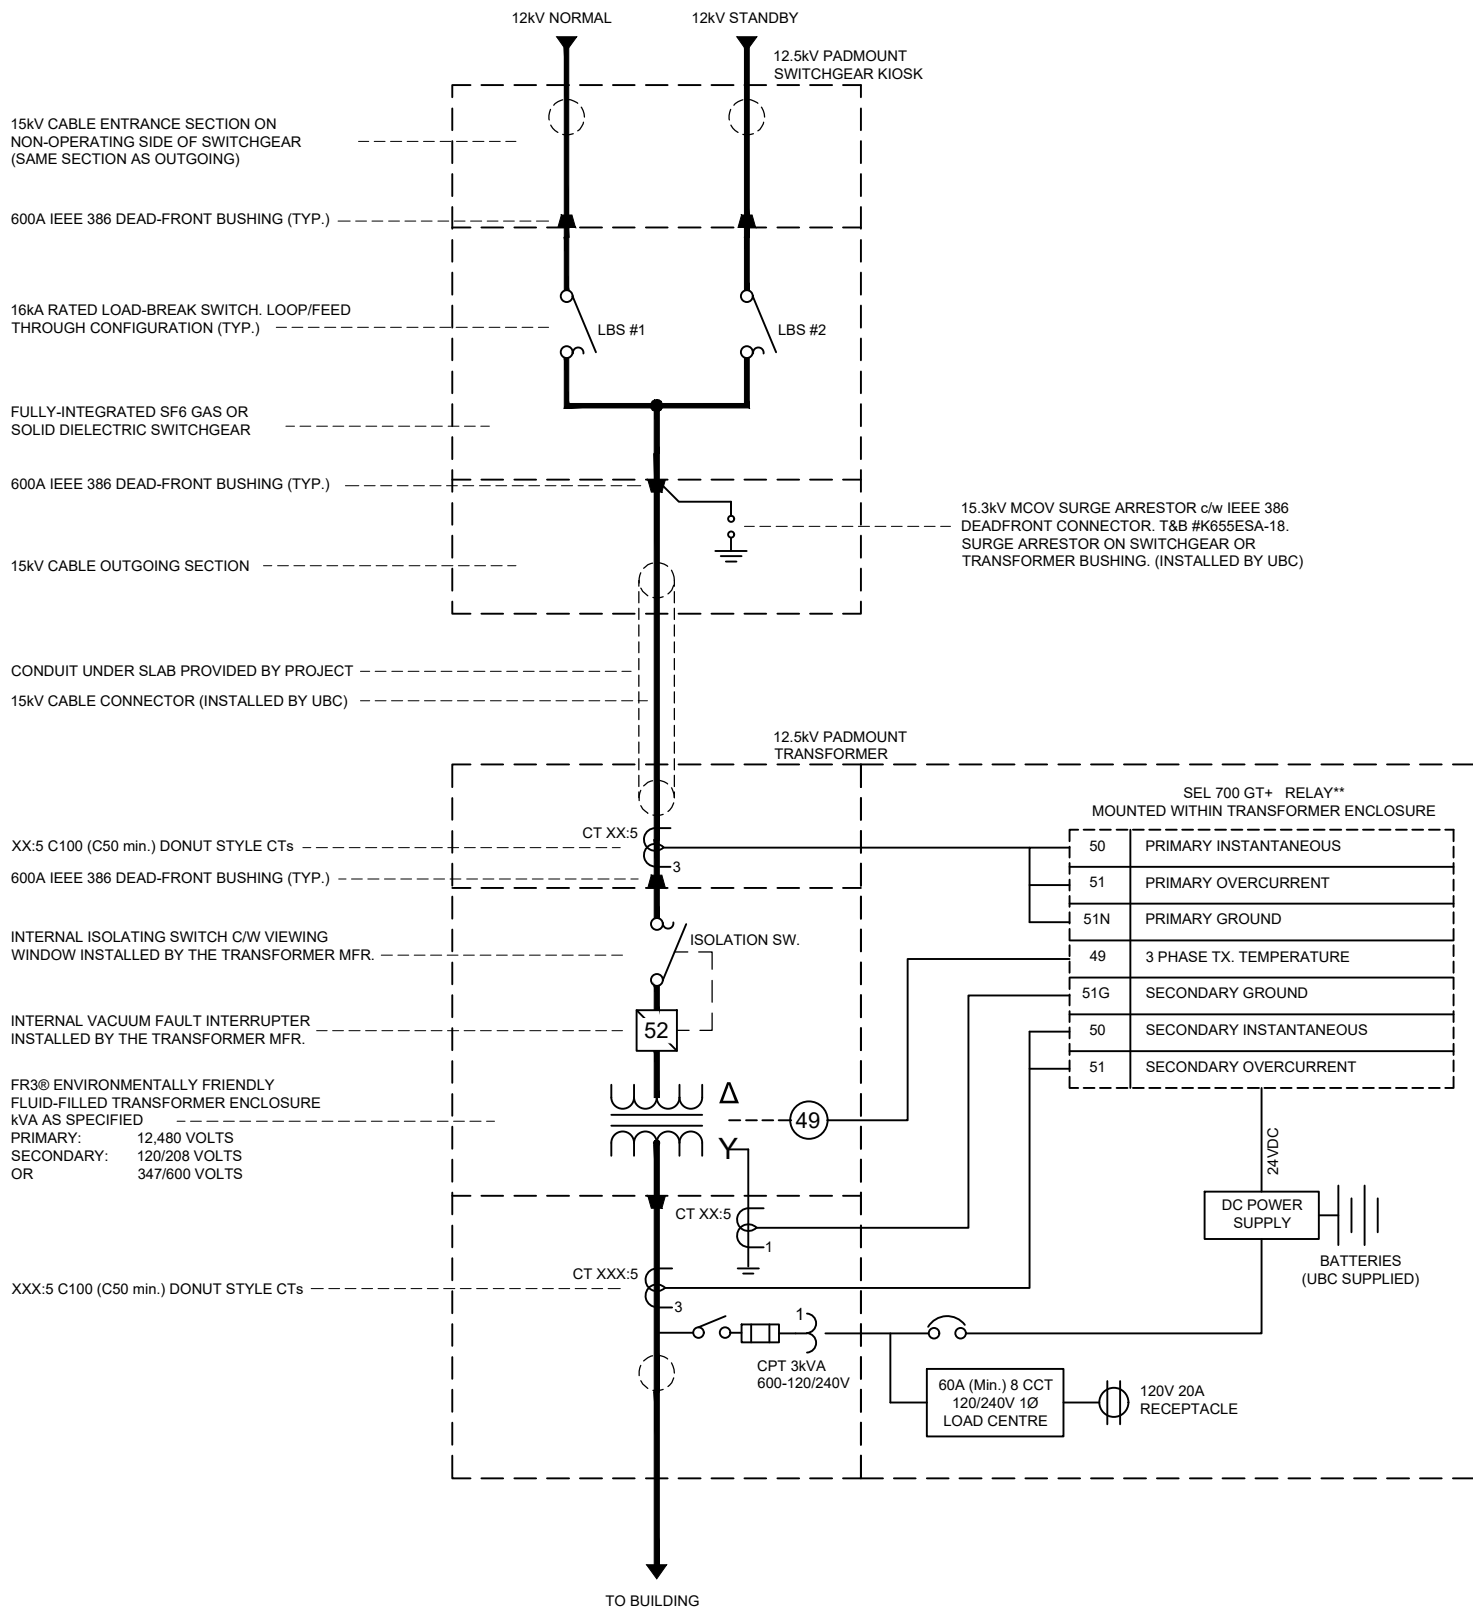 12kV NORMAL
12kV STANDBY
12.5kV PADMOUNT
SWITCHGEAR KIOSK
15kV CABLE ENTRANCE SECTION ON
NON-OPERATING SIDE OF SWITCHGEAR
(SAME SECTION AS OUTGOING)
600A IEEE 386 DEAD-FRONT BUSHING (TYP.)
16kA RATED LOAD-BREAK SWITCH. LOOP/FEED
THROUGH CONFIGURATION (TYP.)
LBS #1
LBS #2
FULLY-INTEGRATED SF6 GAS OR
SOLID DIELECTRIC SWITCHGEAR
600A IEEE 386 DEAD-FRONT BUSHING (TYP.)
15.3kV MCOV SURGE ARRESTOR c/w IEEE 386
DEADFRONT CONNECTOR. T&B #K655ESA-18.
SURGE ARRESTOR ON SWITCHGEAR OR
TRANSFORMER BUSHING. (INSTALLED BY UBC)
15kV CABLE OUTGOING SECTION
CONDUIT UNDER SLAB PROVIDED BY PROJECT
15kV CABLE CONNECTOR (INSTALLED BY UBC)
12.5kV PADMOUNT
TRANSFORMER
SEL 700 GT+ RELAY**
MOUNTED WITHIN TRANSFORMER ENCLOSURE
CT XX:5
3
XX:5 C100 (C50 min.) DONUT STYLE CTs
600A IEEE 386 DEAD-FRONT BUSHING (TYP.)
50 PRIMARY INSTANTANEOUS
51 PRIMARY OVERCURRENT
51N PRIMARY GROUND
49 3 PHASE TX. TEMPERATURE
51G SECONDARY GROUND
50 SECONDARY INSTANTANEOUS
51 SECONDARY OVERCURRENT
INTERNAL ISOLATING SWITCH C/W VIEWING
WINDOW INSTALLED BY THE TRANSFORMER MFR.
ISOLATION SW.
INTERNAL VACUUM FAULT INTERRUPTER
INSTALLED BY THE TRANSFORMER MFR.
52
FR3® ENVIRONMENTALLY FRIENDLY
FLUID-FILLED TRANSFORMER ENCLOSURE
kVA AS SPECIFIED
PRIMARY: 12,480 VOLTS
SECONDARY: 120/208 VOLTS
OR 347/600 VOLTS
Δ
49
Y
24VDC
DC POWER
SUPPLY
BATTERIES
(UBC SUPPLIED)
CT XX:5
1
CT XXX:5
3
XXX:5 C100 (C50 min.) DONUT STYLE CTs
1
CPT 3kVA
600-120/240V
60A (Min.) 8 CCT
120/240V 1Ø
LOAD CENTRE
120V 20A
RECEPTACLE
TO BUILDING